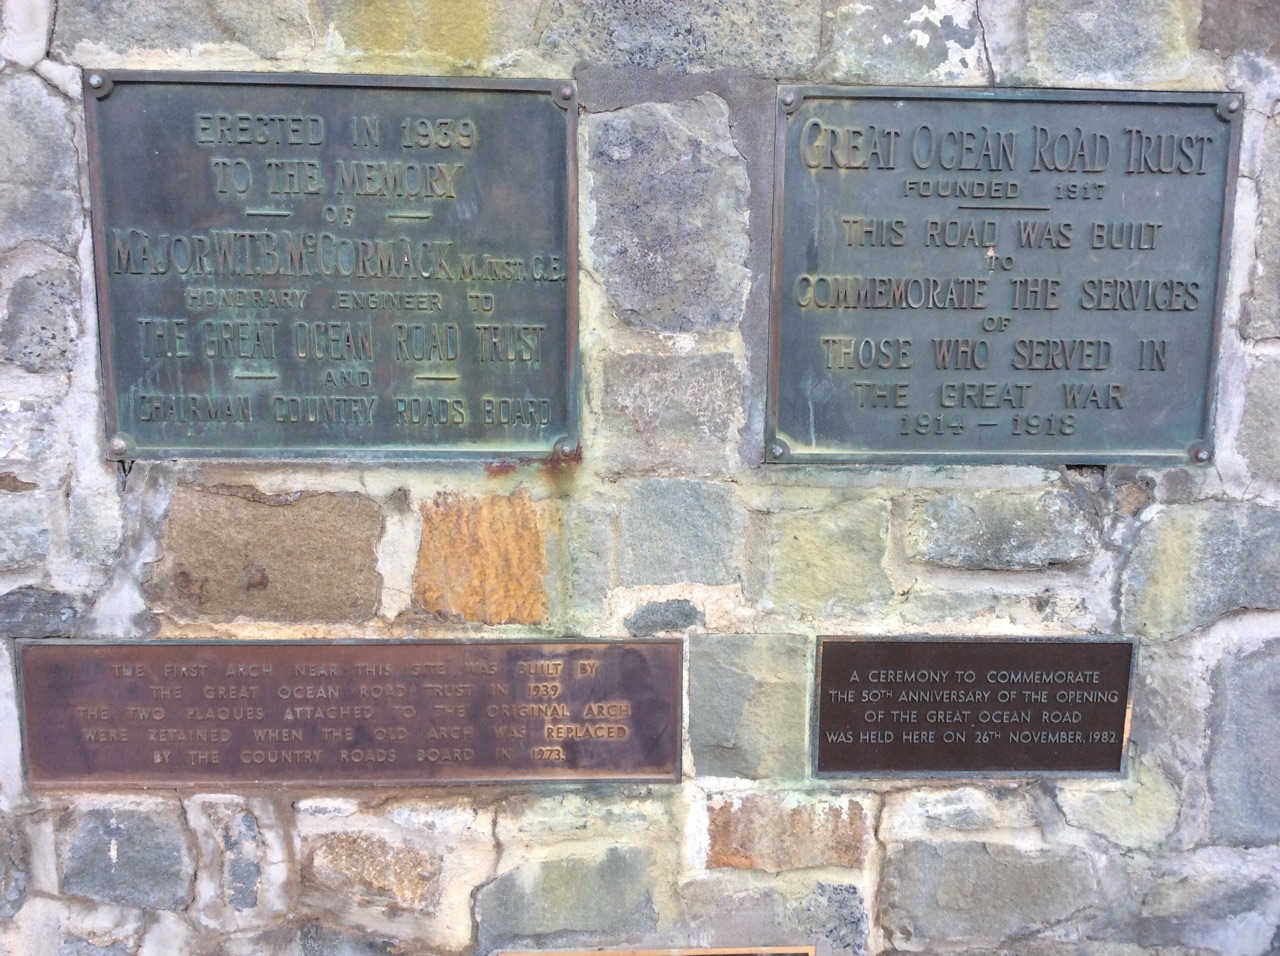 ERECTED IN 1939
TO THE MEMORY
OF
MAJOR W.T.B. McCORMACK M.INST.C.E.
HONORARY ENGINEER TO
THE GREAT OCEAN ROAD TRUST
AND
CHAIRMAN COUNTRY ROADS BOARD
GREAT OCEAN ROAD TRUST
FOUNDED 1917
THIS ROAD WAS BUILT
TO
COMMEMORATE THE SERVICES
OF
THOSE WHO SERVED IN
THE GREAT WAR
1914 — 1918
THE FIRST ARCH NEAR THIS SITE WAS BUILT BY
THE GREAT OCEAN ROAD TRUST IN 1939
THE TWO PLAQUES ATTACHED TO THE ORIGINAL ARCH
WERE RETAINED WHEN THE OLD ARCH WAS REPLACED
BY THE COUNTRY ROADS BOARD IN 1973.
A CEREMONY TO COMMEMORATE
THE 50TH ANNIVERSARY OF THE OPENING
OF THE GREAT OCEAN ROAD
WAS HELD HERE ON 26TH NOVEMBER, 1982.